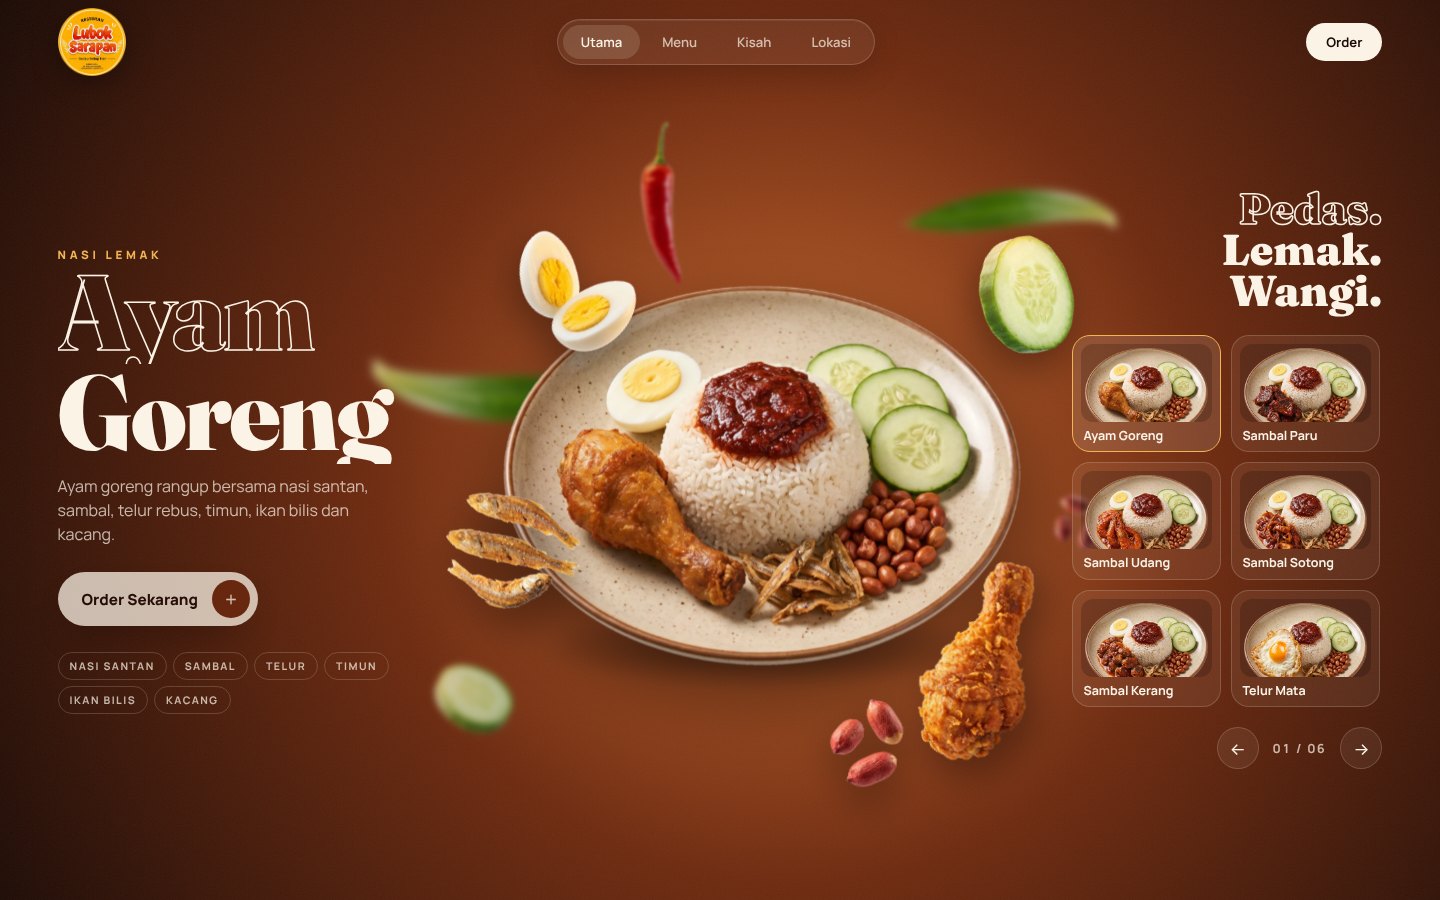 RESTORAN
Lubok
Sarapan
Utama
Menu
Kisah
Lokasi
Order
NASI LEMAK
Ayam
Goreng
Ayam goreng rangup bersama nasi santan,
sambal, telur rebus, timun, ikan bilis dan
kacang.
Order Sekarang +
NASI SANTAN
SAMBAL
TELUR
TIMUN
IKAN BILIS
KACANG
Pedas.
Lemak.
Wangi.
Ayam Goreng
Sambal Paru
Sambal Udang
Sambal Sotong
Sambal Kerang
Telur Mata
← 01 / 06 →